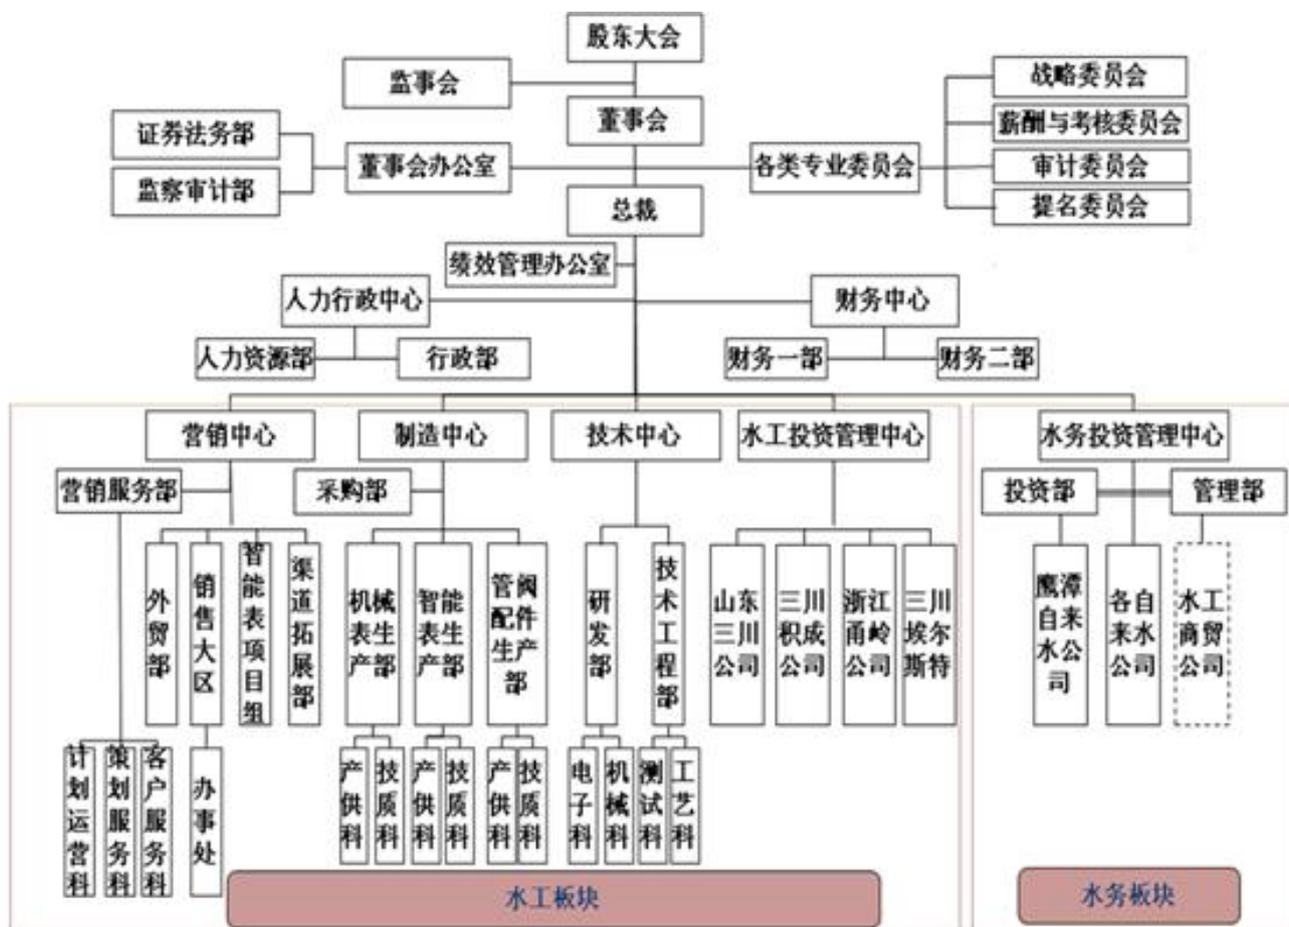 股东大会
监事会
董事会
战略委员会
薪酬与考核委员会
审计委员会
提名委员会
证券法务部
监察审计部
董事会办公室
各类专业委员会
总裁
绩效管理办公室
人力行政中心
财务中心
人力资源部
行政部
财务一部
财务二部
营销中心
制造中心
技术中心
水工投资管理中心
水务投资管理中心
营销服务部
采购部
投资部
管理部
外贸部
销售大区
智能表项目组
渠道拓展部
机械表生产部
智能表生产部
管阀配件生产部
研发部
技术工程部
山东三川公司
三川积成公司
浙江甬岭公司
三川埃尔斯特
鹰潭自来水公司
各自来水公司
水工商贸公司
计划运营科
策划服务科
客户服务科
办事处
产供科
技质科
产供科
技质科
产供科
技质科
电子科
机械科
测试科
工艺科
水工板块
水务板块